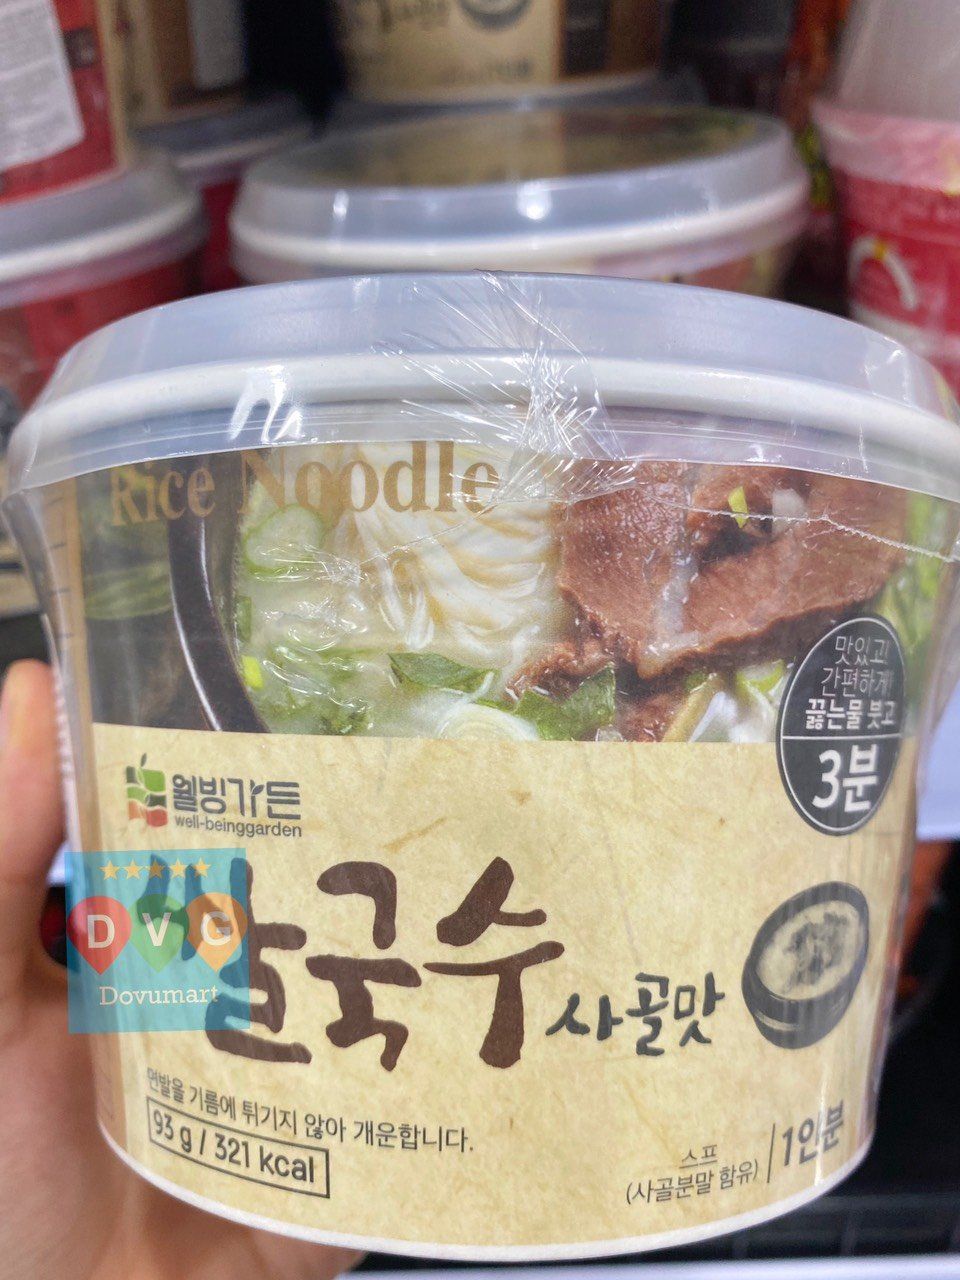 Rice Noodle
맛있고!
간편하게!
끓는물 붓고
3분
웰빙가든
well-beinggarden
쌀국수 사골맛
D V G
Dovumart
면발을 기름에 튀기지 않아 개운합니다.
93 g / 321 kcal
스프
(사골분말 함유)
1인분